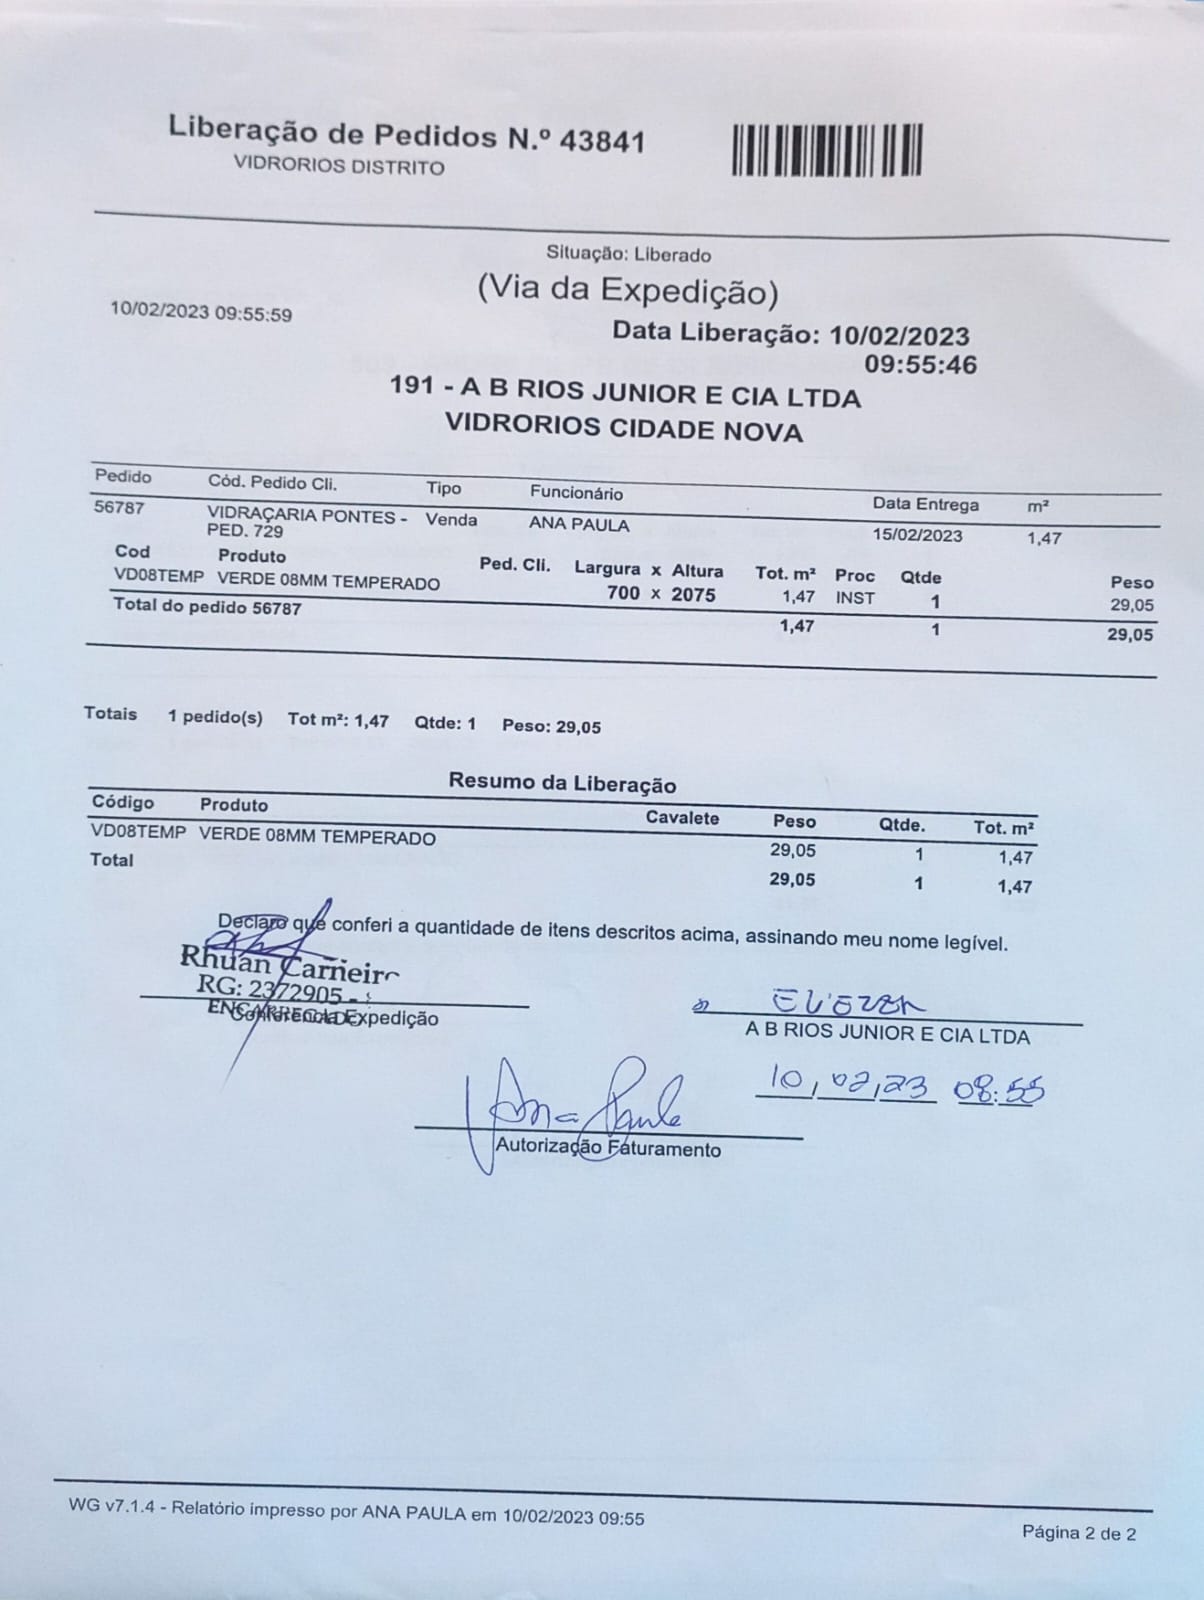 Liberação de Pedidos N.º 43841
VIDRORIOS DISTRITO
Situação: Liberado
(Via da Expedição)
10/02/2023 09:55:59
Data Liberação: 10/02/2023
09:55:46
191 - A B RIOS JUNIOR E CIA LTDA
VIDRORIOS CIDADE NOVA
Pedido Cód. Pedido Cli. Tipo Funcionário Data Entrega m²
56787 VIDRAÇARIA PONTES - Venda ANA PAULA 15/02/2023 1,47
PED. 729
Cod Produto Ped. Cli. Largura x Altura Tot. m² Proc Qtde Peso
VD08TEMP VERDE 08MM TEMPERADO 700 x 2075 1,47 INST 1 29,05
Total do pedido 56787 1,47 1 29,05
Totais 1 pedido(s) Tot m²: 1,47 Qtde: 1 Peso: 29,05
Resumo da Liberação
Código Produto Cavalete Peso Qtde. Tot. m²
VD08TEMP VERDE 08MM TEMPERADO 29,05 1 1,47
Total 29,05 1 1,47
Declaro que conferi a quantidade de itens descritos acima, assinando meu nome legível.
Rhuan Carneiro
RG: 2372905 -
Conferência Expedição
ELIEZER
A B RIOS JUNIOR E CIA LTDA
10,02,23 08:55
Ana Paula
Autorização Faturamento
WG v7.1.4 - Relatório impresso por ANA PAULA em 10/02/2023 09:55
Página 2 de 2